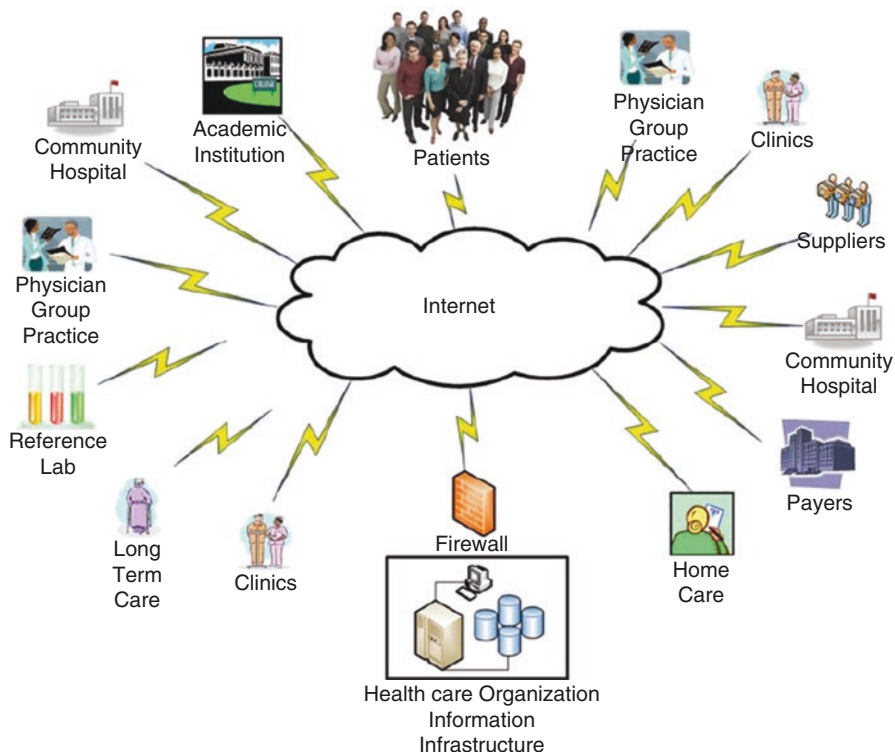 COLLEGE
Academic
Institution
Patients
Physician
Group
Practice
Clinics
Community
Hospital
Suppliers
Physician
Group
Practice
Internet
Community
Hospital
Reference
Lab
Payers
Long
Term
Care
Clinics
Firewall
Home
Care
Health care Organization
Information
Infrastructure